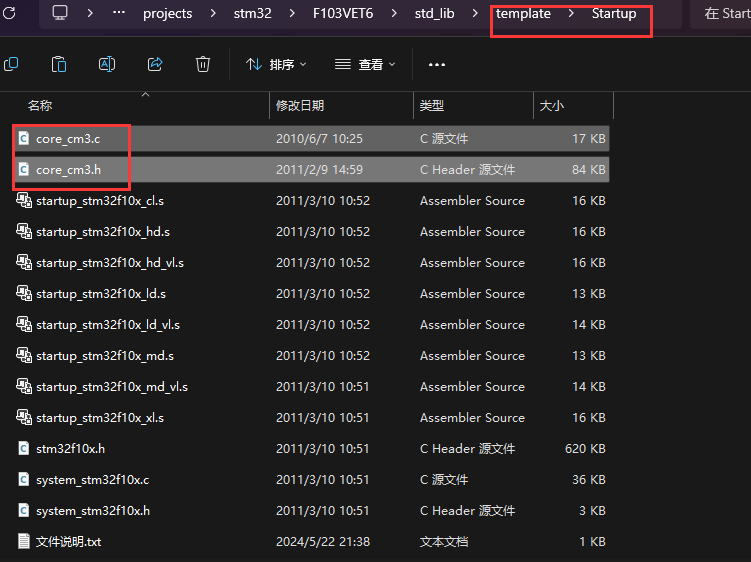 ··· > projects > stm32 > F103VET6 > std_lib > template > Startup 在 Start
排序 查看 ···
名称 修改日期 类型 大小
core_cm3.c 2010/6/7 10:25 C 源文件 17 KB
core_cm3.h 2011/2/9 14:59 C Header 源文件 84 KB
startup_stm32f10x_cl.s 2011/3/10 10:52 Assembler Source 16 KB
startup_stm32f10x_hd.s 2011/3/10 10:52 Assembler Source 16 KB
startup_stm32f10x_hd_vl.s 2011/3/10 10:52 Assembler Source 16 KB
startup_stm32f10x_ld.s 2011/3/10 10:52 Assembler Source 13 KB
startup_stm32f10x_ld_vl.s 2011/3/10 10:52 Assembler Source 14 KB
startup_stm32f10x_md.s 2011/3/10 10:52 Assembler Source 13 KB
startup_stm32f10x_md_vl.s 2011/3/10 10:51 Assembler Source 14 KB
startup_stm32f10x_xl.s 2011/3/10 10:51 Assembler Source 16 KB
stm32f10x.h 2011/3/10 10:51 C Header 源文件 620 KB
system_stm32f10x.c 2011/3/10 10:51 C 源文件 36 KB
system_stm32f10x.h 2011/3/10 10:51 C Header 源文件 3 KB
文件说明.txt 2024/5/22 21:38 文本文档 1 KB